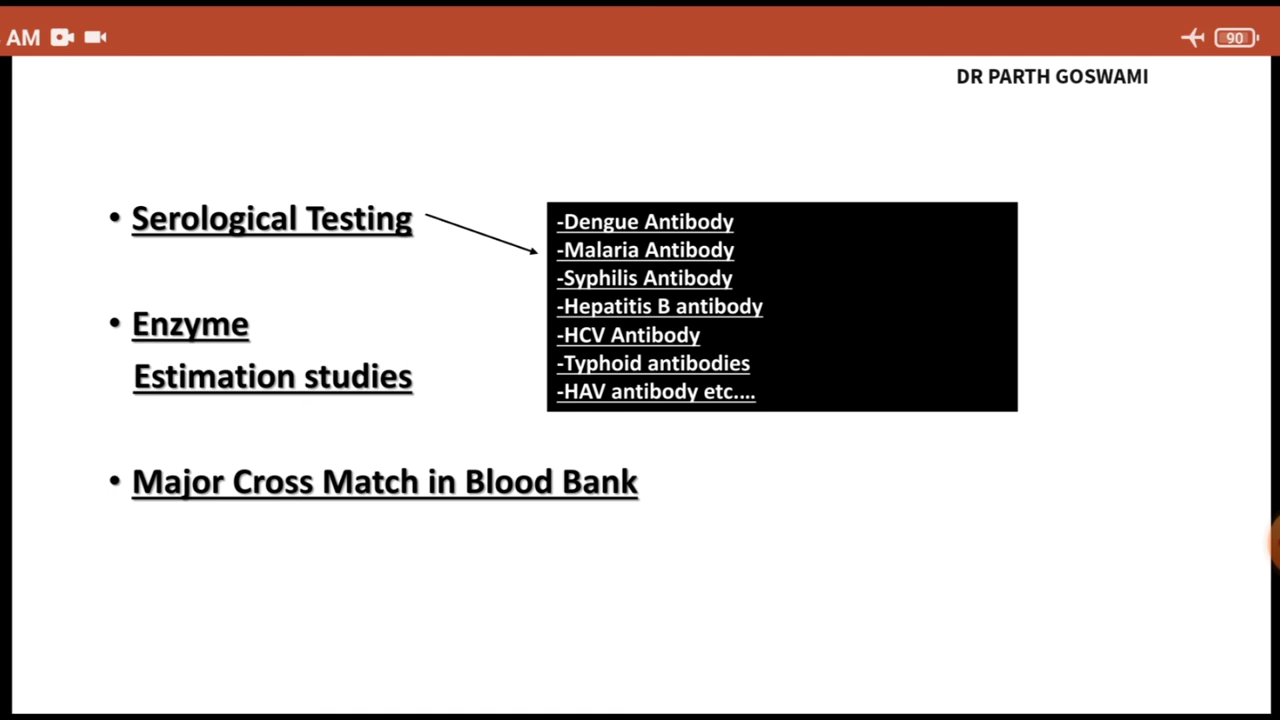 AM
90
DR PARTH GOSWAMI
• Serological Testing
-Dengue Antibody
-Malaria Antibody
-Syphilis Antibody
-Hepatitis B antibody
-HCV Antibody
-Typhoid antibodies
-HAV antibody etc....
• Enzyme
Estimation studies
• Major Cross Match in Blood Bank